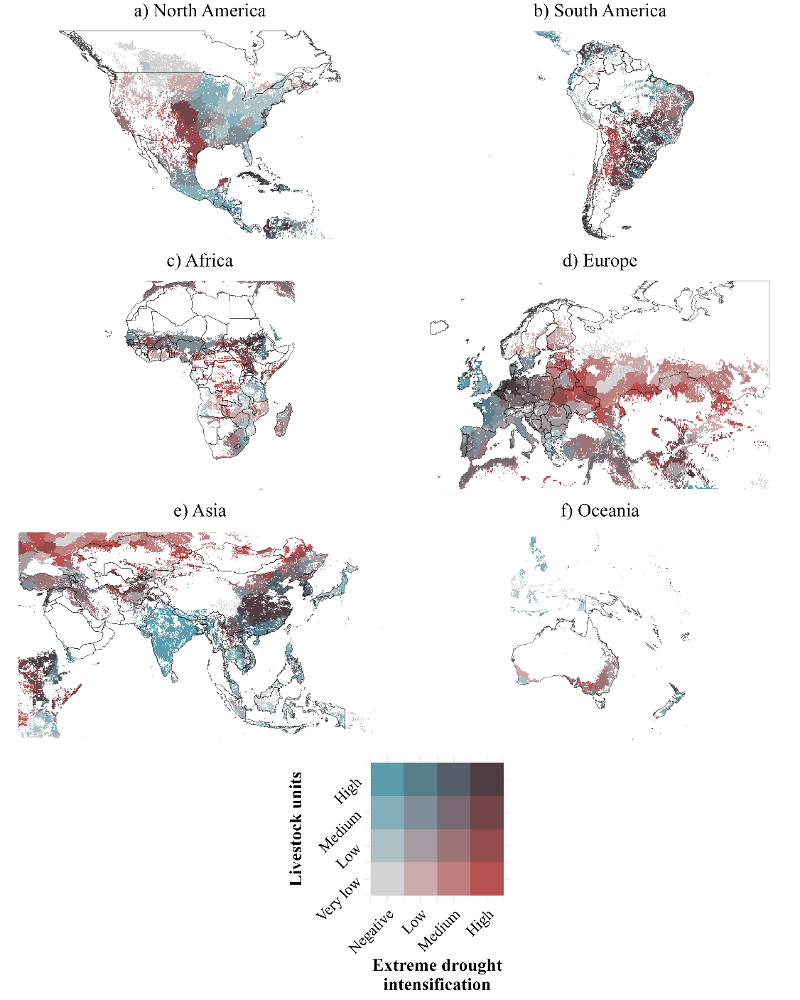 a) North America
b) South America
c) Africa
d) Europe
e) Asia
f) Oceania
Livestock units
High
Medium
Low
Very low
Negative
Low
Medium
High
Extreme drought
intensification